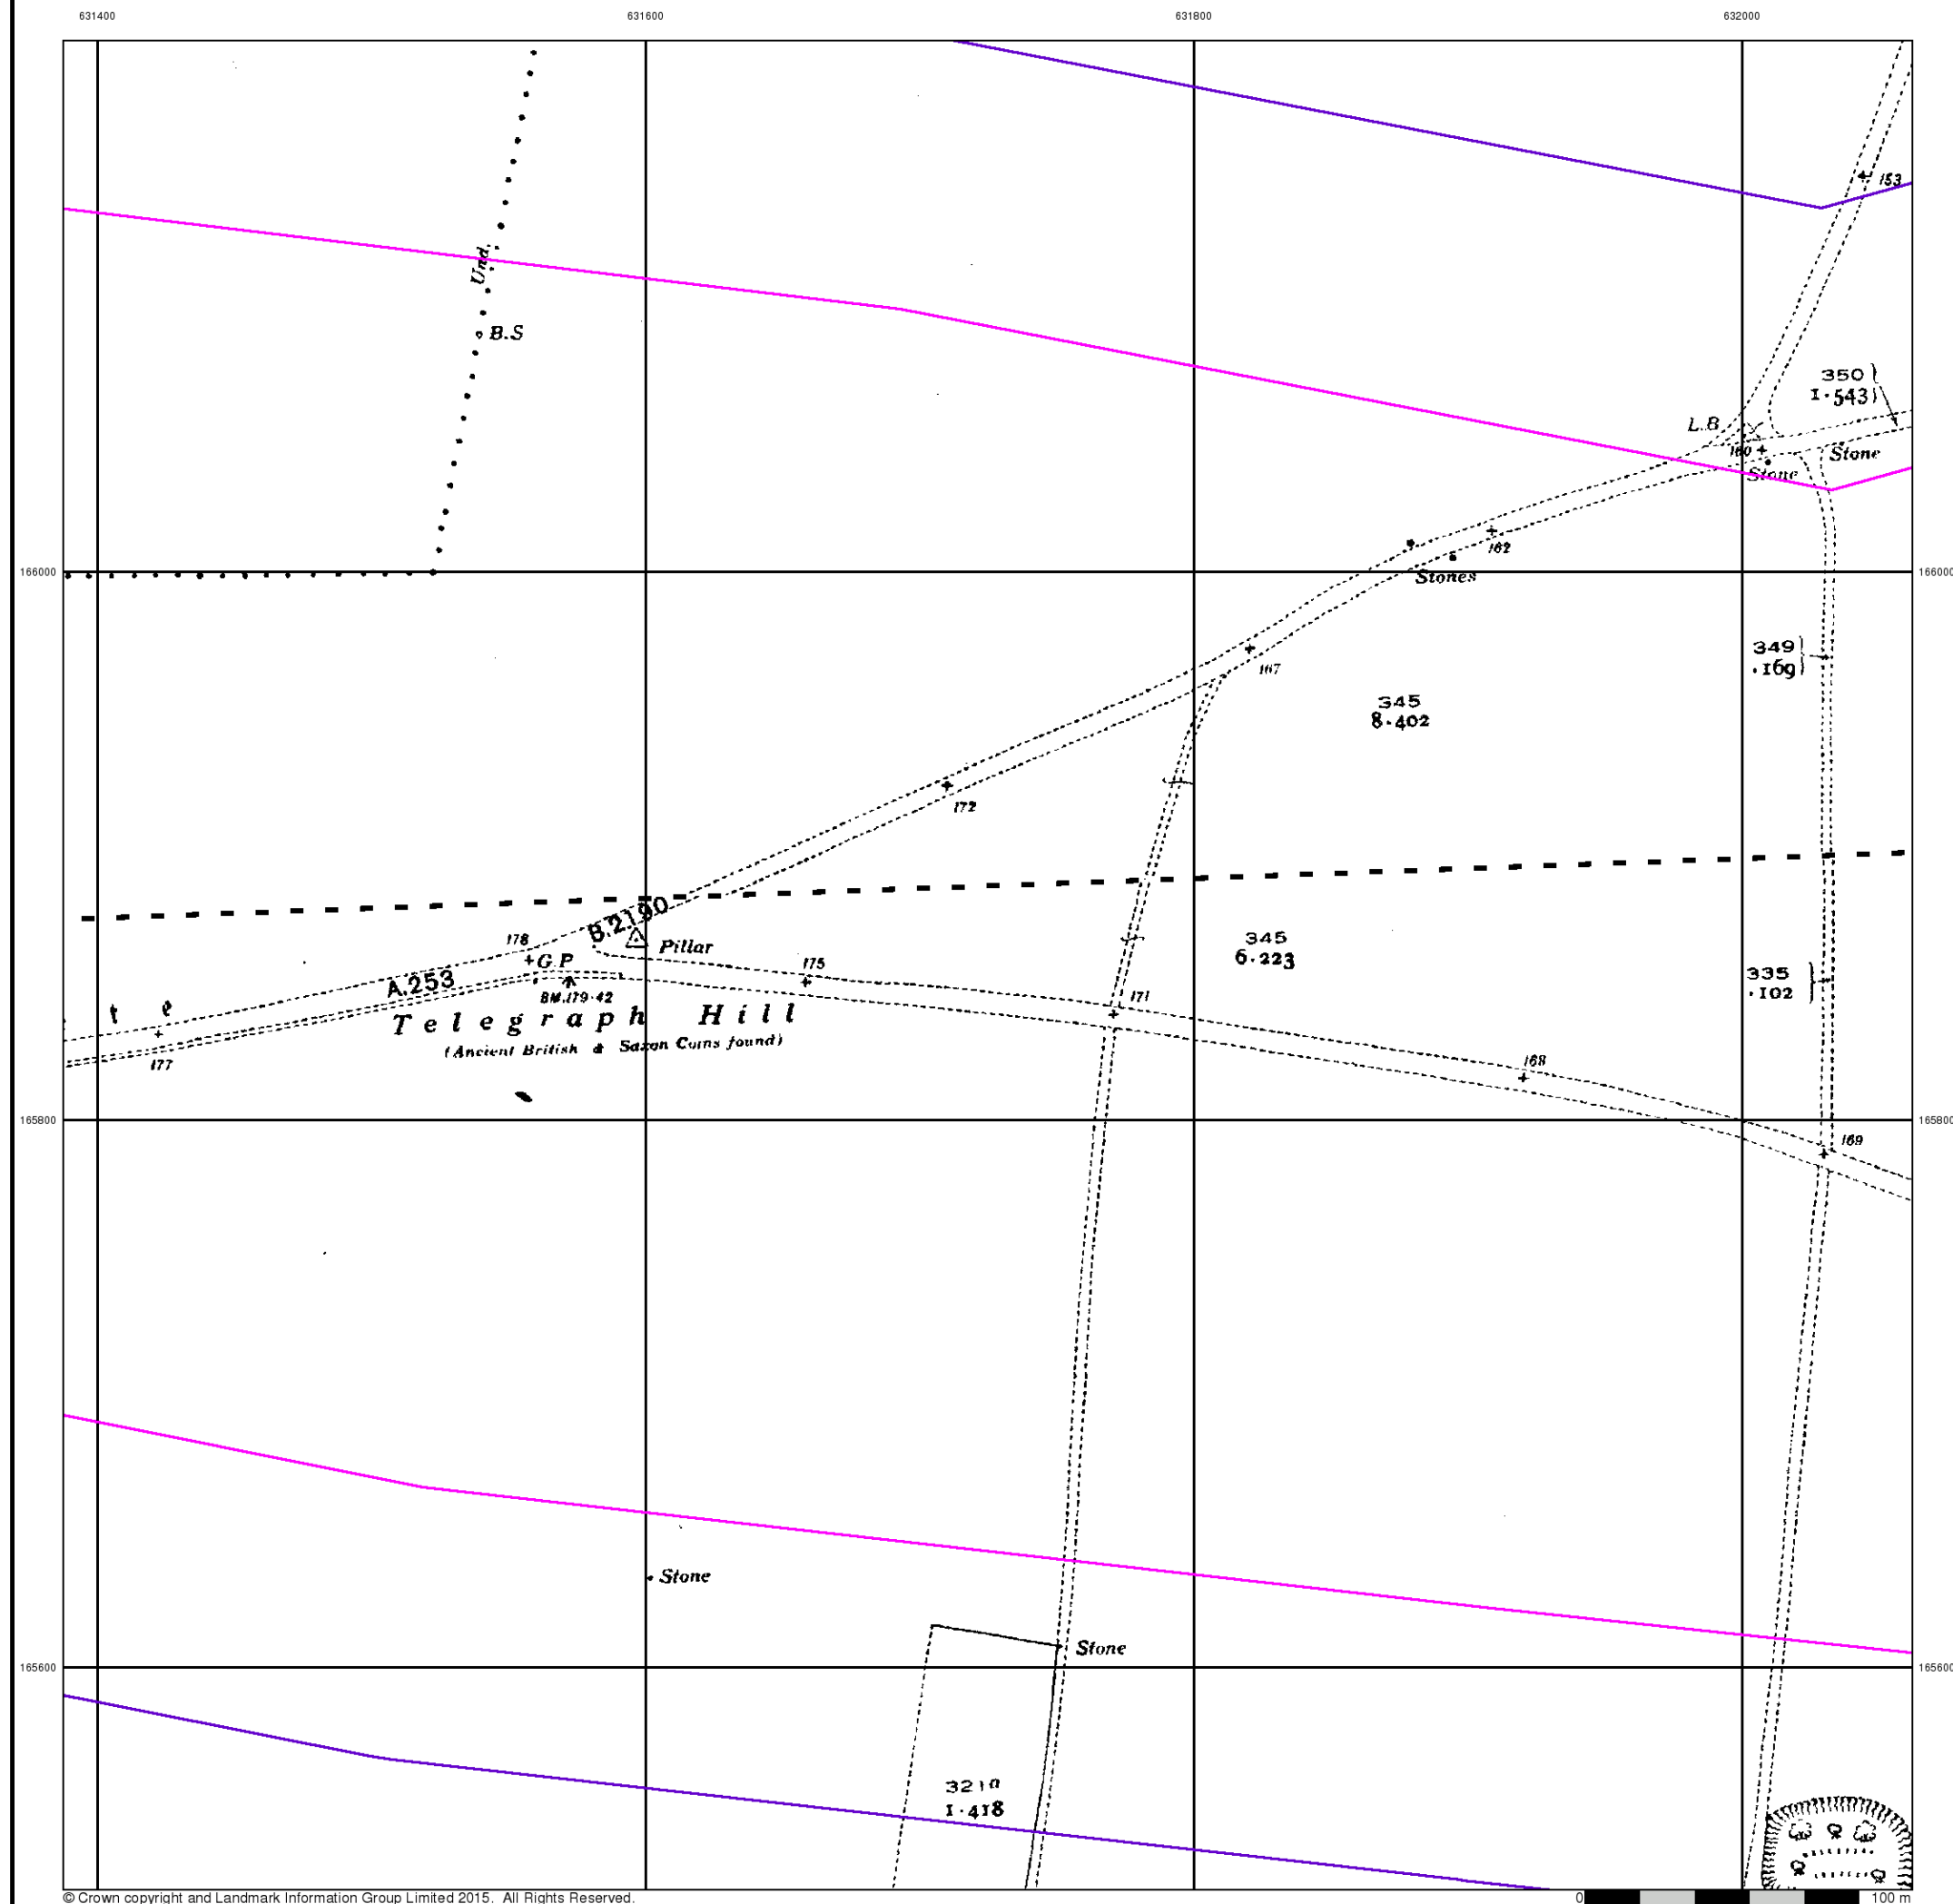 631400 631600 631800 632000
153
Und.
B.S
350
1.543
L.B
160
Stone
Stone
162
166000 Stones 166000
349
.169
167
345
8.402
172
B.2190
178 Pillar
G.P
345
6.223
175
335
.102
A.253
BM.179.42
171
t e
Telegraph Hill
(Ancient British & Saxon Coins found)
177
168
165800 165800
169
Stone
Stone
165600 165600
321a
1.418
© Crown copyright and Landmark Information Group Limited 2015. All Rights Reserved. 0 100 m